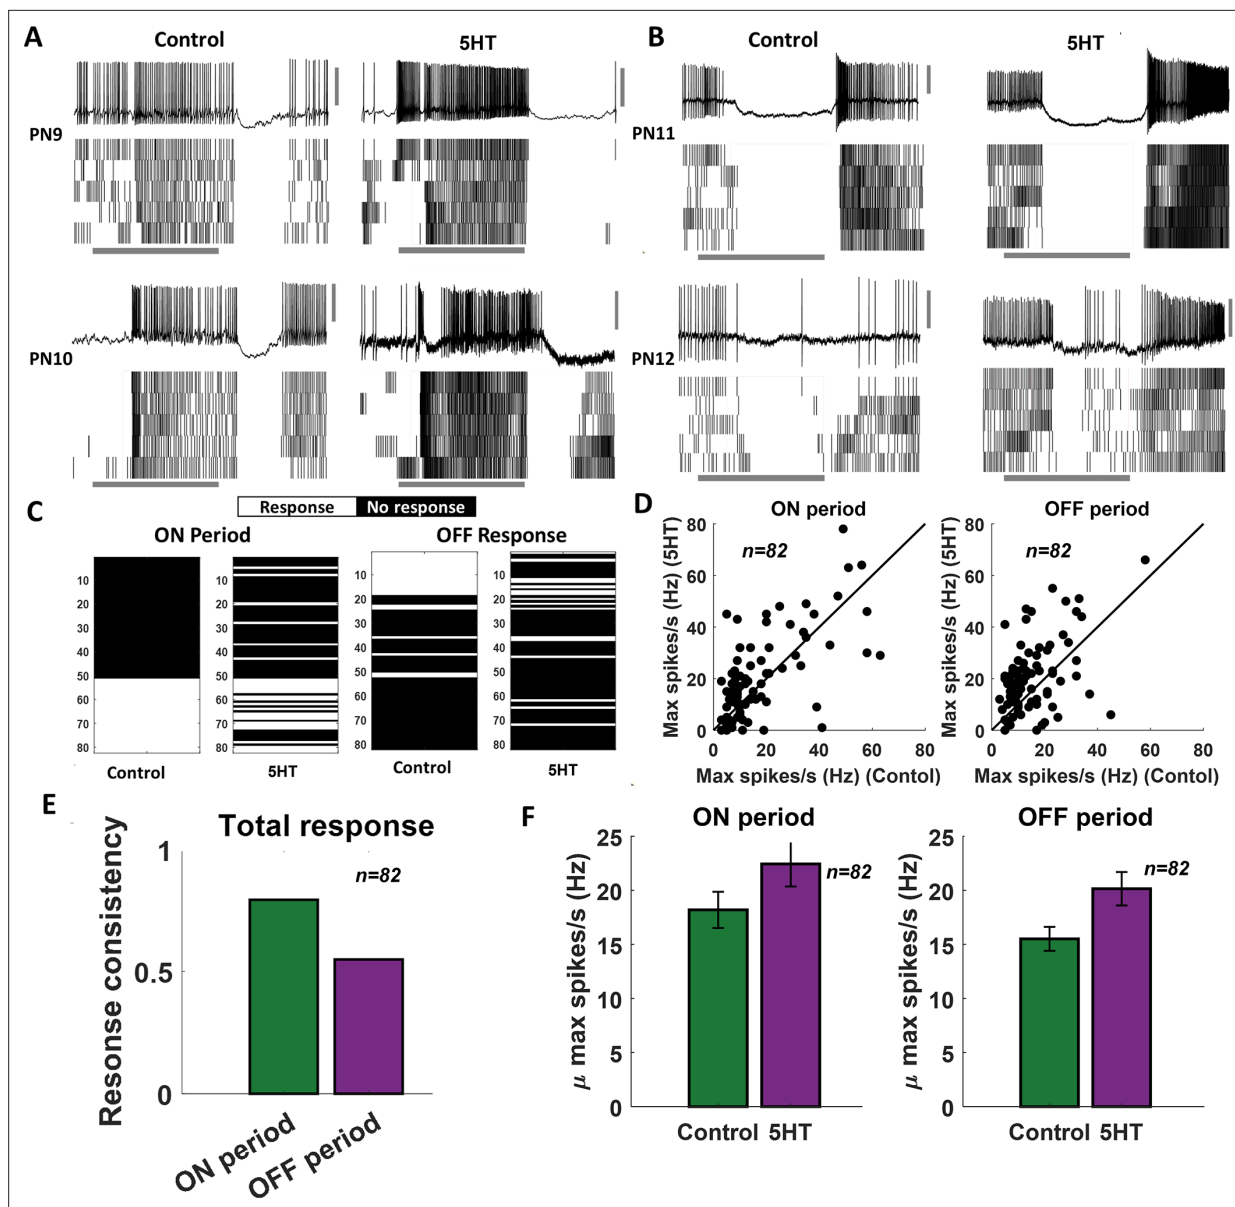 A
Control
5HT
PN9
PN10
B
Control
5HT
PN11
PN12
C
Response
No response
ON Period
OFF Response
10
20
30
40
50
60
70
80
Control
10
20
30
40
50
60
70
80
5HT
10
20
30
40
50
60
70
80
Control
10
20
30
40
50
60
70
80
5HT
D
ON period
n=82
Max spikes/s (Hz) (5HT)
80
60
40
20
0
0
20
40
60
80
Max spikes/s (Hz) (Contol)
OFF period
n=82
Max spikes/s (Hz) (5HT)
80
60
40
20
0
0
20
40
60
80
Max spikes/s (Hz) (Contol)
E
Total response
n=82
Resonse consistency
1
0.5
0
ON period
OFF period
F
ON period
n=82
μ max spikes/s (Hz)
25
20
15
10
5
0
Control 5HT
OFF period
n=82
μ max spikes/s (Hz)
25
20
15
10
5
0
Control 5HT